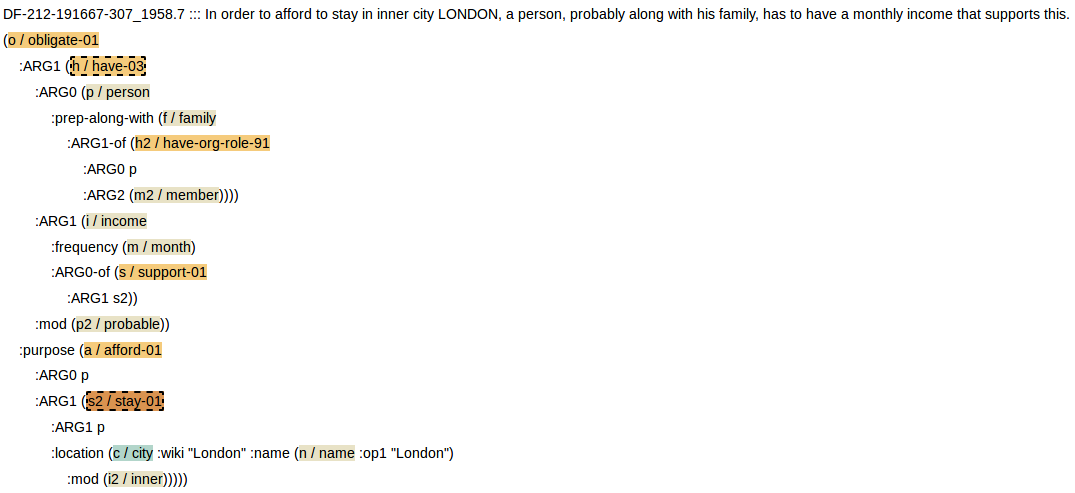 DF-212-191667-307_1958.7 ::: In order to afford to stay in inner city LONDON, a person, probably along with his family, has to have a monthly income that supports this.
(o / obligate-01
:ARG1 (h / have-03
:ARG0 (p / person
:prep-along-with (f / family
:ARG1-of (h2 / have-org-role-91
:ARG0 p
:ARG2 (m2 / member))))
:ARG1 (i / income
:frequency (m / month)
:ARG0-of (s / support-01
:ARG1 s2))
:mod (p2 / probable))
:purpose (a / afford-01
:ARG0 p
:ARG1 (s2 / stay-01
:ARG1 p
:location (c / city :wiki "London" :name (n / name :op1 "London")
:mod (i2 / inner)))))